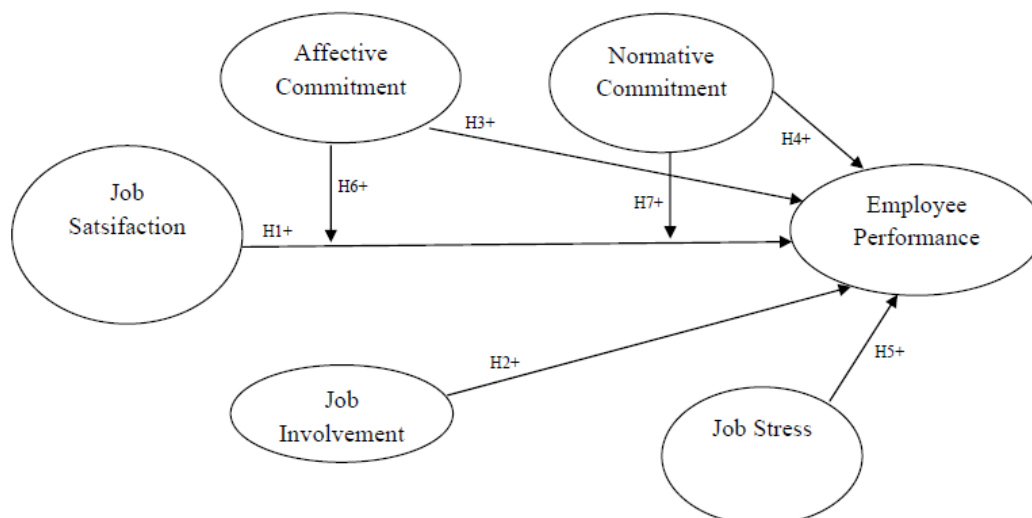 Affective
Commitment
Normative
Commitment
H3+
H4+
Job
Satsifaction
H6+
H7+
Employee
Performance
H1+
H2+
H5+
Job
Involvement
Job Stress